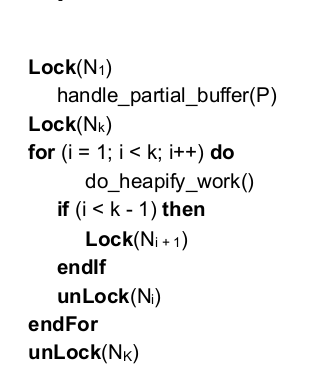 Lock(N₁)
handle_partial_buffer(P)
Lock(Nₖ)
for (i = 1; i < k; i++) do
do_heapify_work()
if (i < k - 1) then
Lock(Nᵢ ₊ ₁)
endIf
unLock(Nᵢ)
endFor
unLock(N_K)